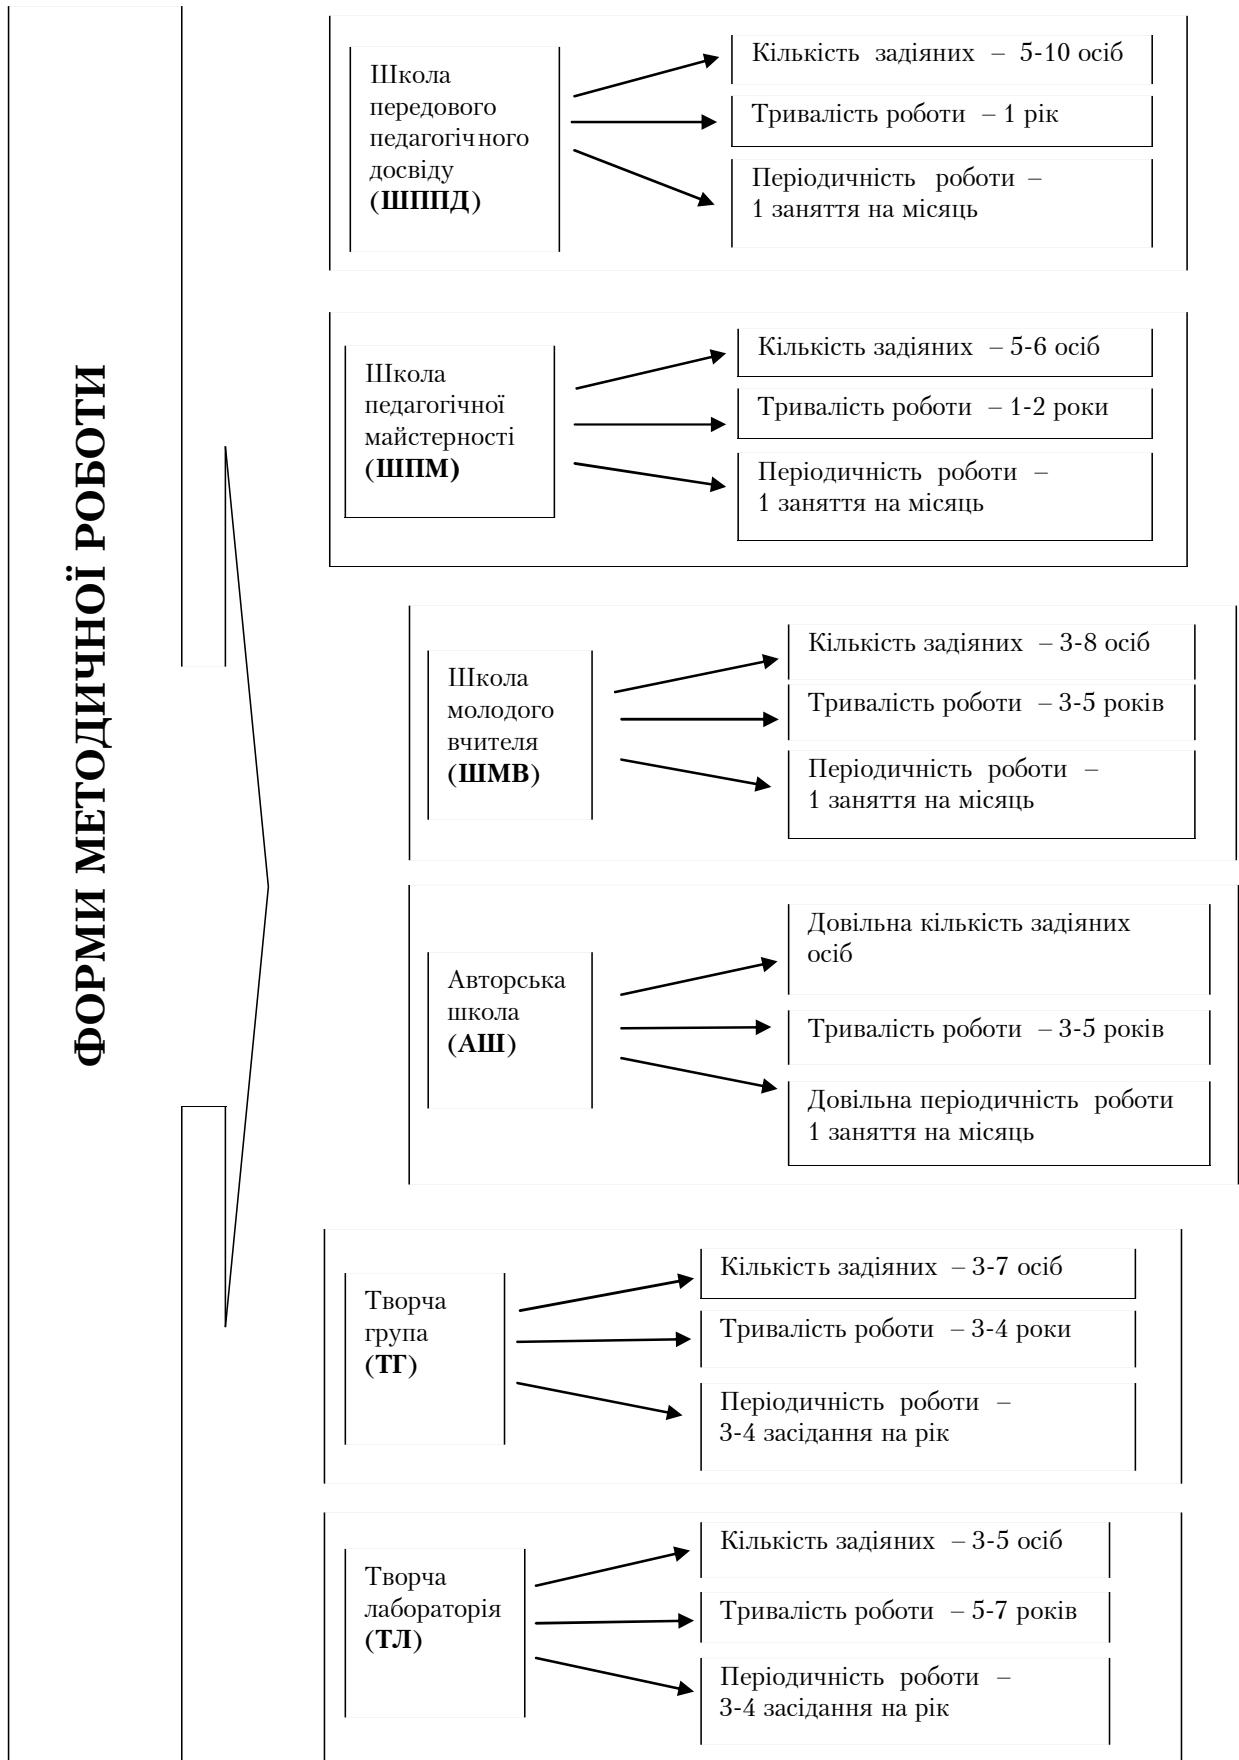 ФОРМИ МЕТОДИЧНОЇ РОБОТИ
Школа
передового
педагогічного
досвіду
(ШППД)
Кількість задіяних – 5-10 осіб
Тривалість роботи – 1 рік
Періодичність роботи –
1 заняття на місяць
Школа
педагогічної
майстерності
(ШПМ)
Кількість задіяних – 5-6 осіб
Тривалість роботи – 1-2 роки
Періодичність роботи –
1 заняття на місяць
Школа
молодого
вчителя
(ШМВ)
Кількість задіяних – 3-8 осіб
Тривалість роботи – 3-5 років
Періодичність роботи –
1 заняття на місяць
Авторська
школа
(АШ)
Довільна кількість задіяних
осіб
Тривалість роботи – 3-5 років
Довільна періодичність роботи
1 заняття на місяць
Творча
група
(ТГ)
Кількість задіяних – 3-7 осіб
Тривалість роботи – 3-4 роки
Періодичність роботи –
3-4 засідання на рік
Творча
лабораторія
(ТЛ)
Кількість задіяних – 3-5 осіб
Тривалість роботи – 5-7 років
Періодичність роботи –
3-4 засідання на рік